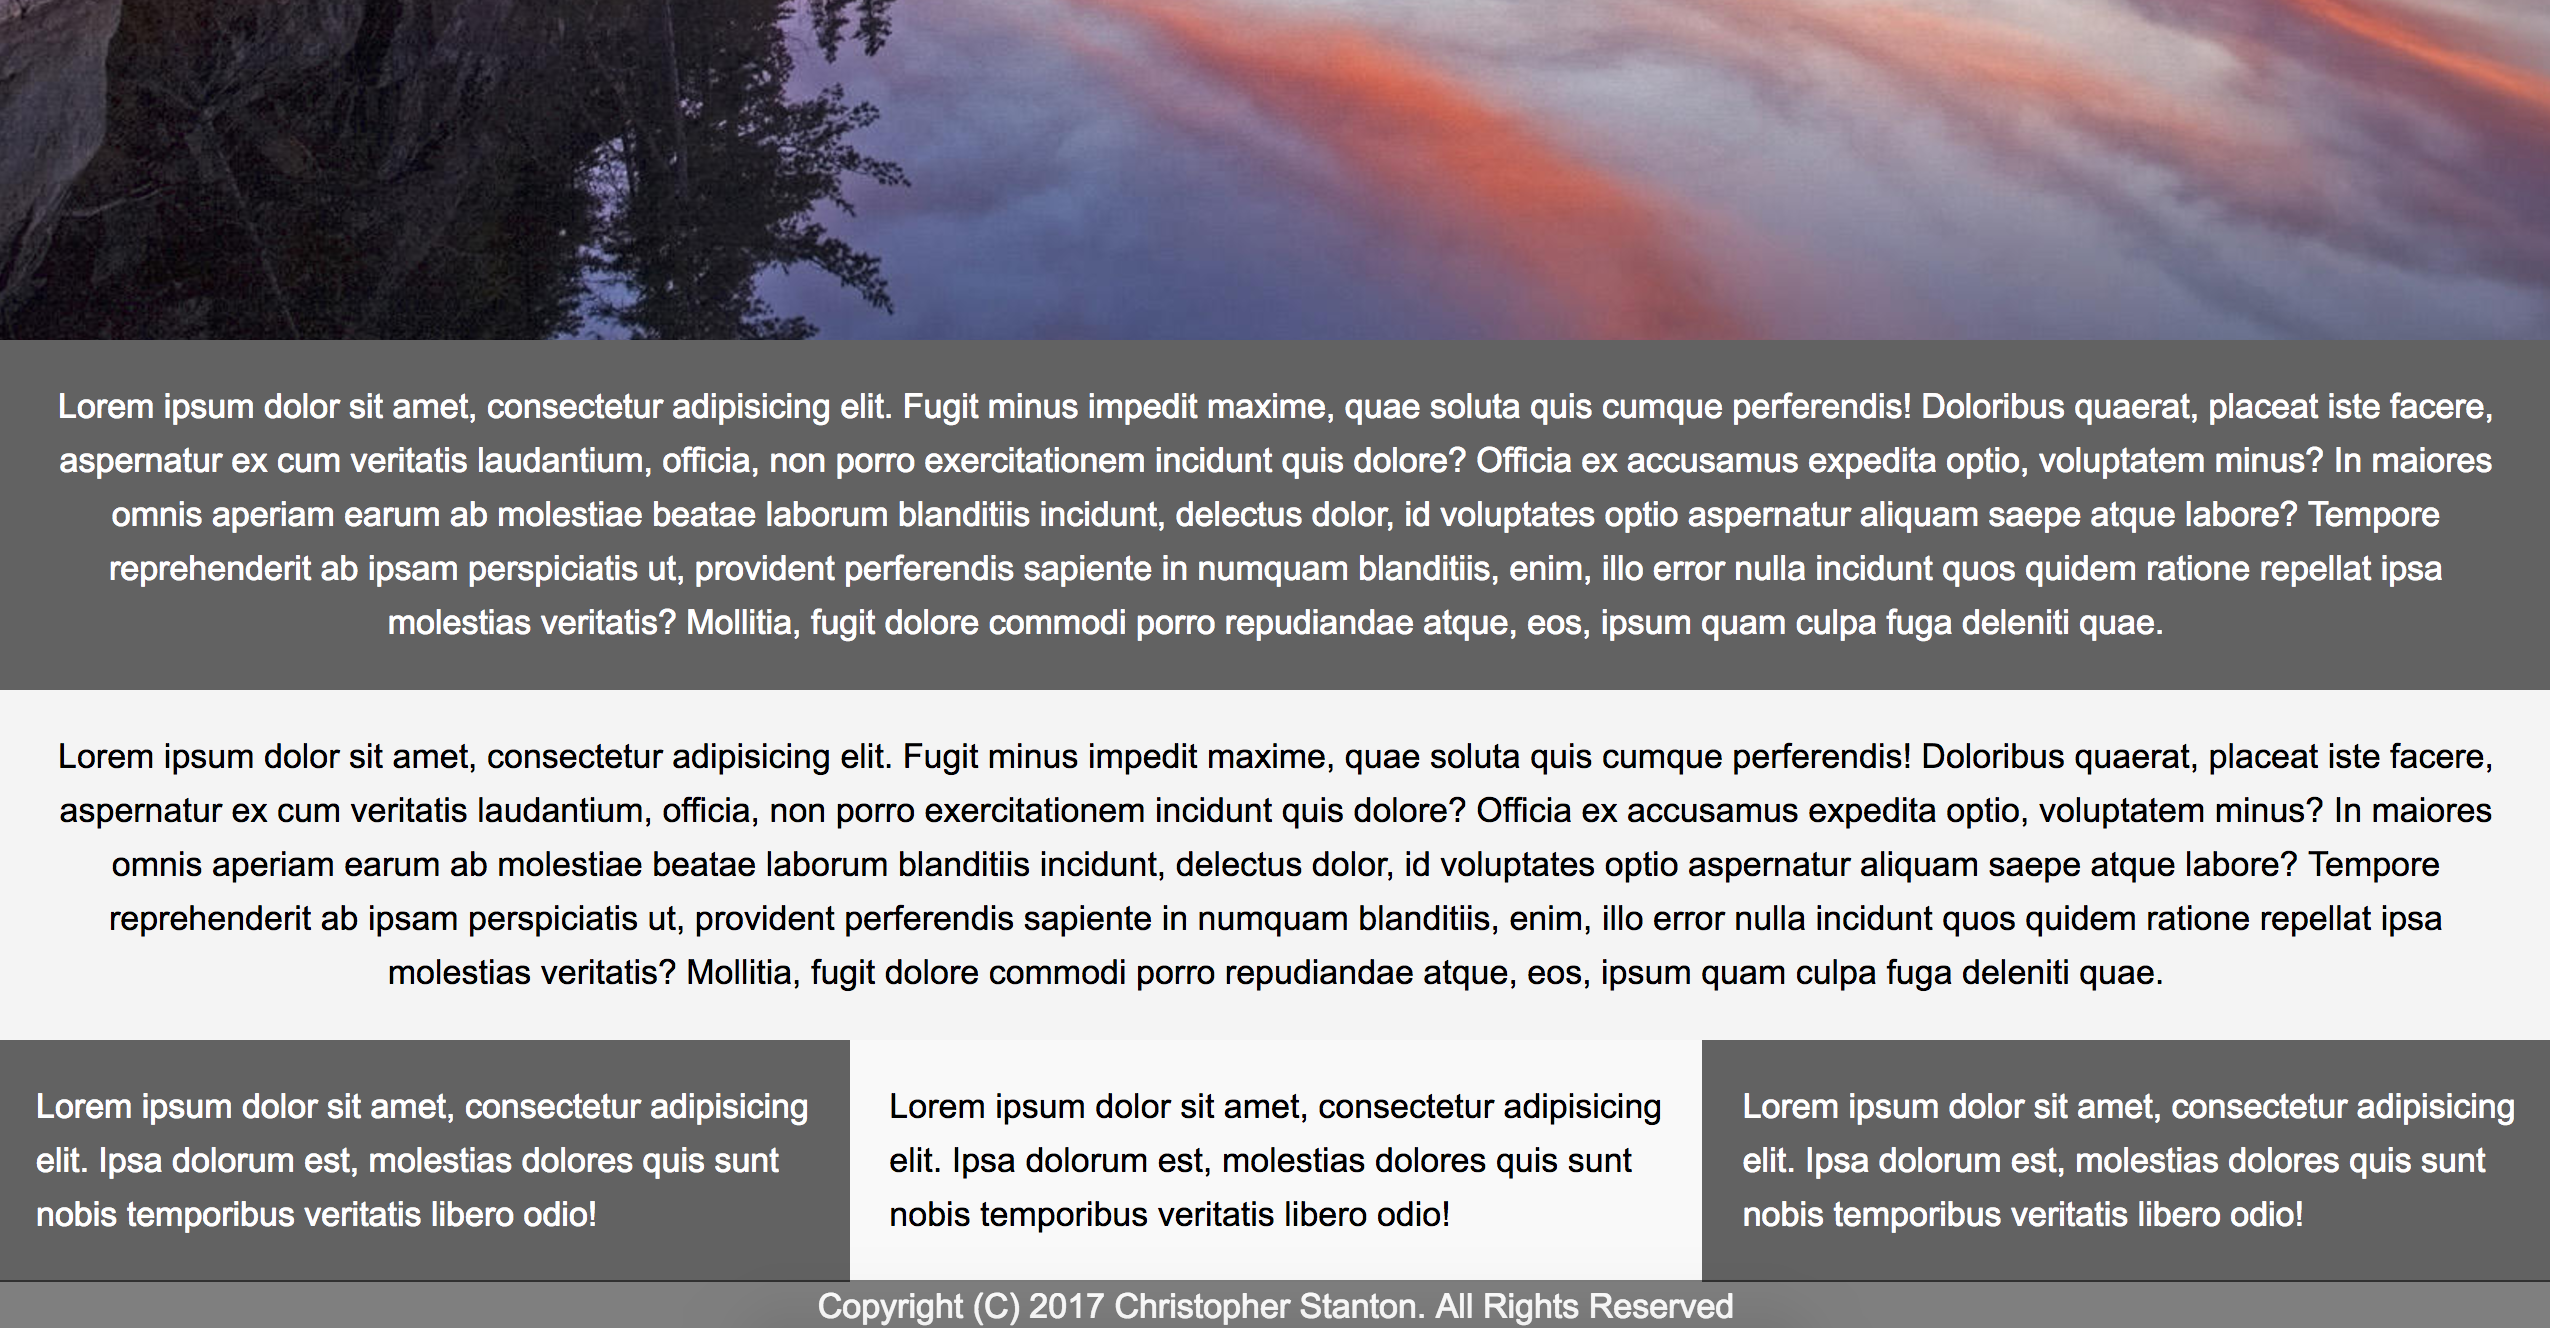 Lorem ipsum dolor sit amet, consectetur adipisicing elit. Fugit minus impedit maxime, quae soluta quis cumque perferendis! Doloribus quaerat, placeat iste facere,
aspernatur ex cum veritatis laudantium, officia, non porro exercitationem incidunt quis dolore? Officia ex accusamus expedita optio, voluptatem minus? In maiores
omnis aperiam earum ab molestiae beatae laborum blanditiis incidunt, delectus dolor, id voluptates optio aspernatur aliquam saepe atque labore? Tempore
reprehenderit ab ipsam perspiciatis ut, provident perferendis sapiente in numquam blanditiis, enim, illo error nulla incidunt quos quidem ratione repellat ipsa
molestias veritatis? Mollitia, fugit dolore commodi porro repudiandae atque, eos, ipsum quam culpa fuga deleniti quae.
Lorem ipsum dolor sit amet, consectetur adipisicing elit. Fugit minus impedit maxime, quae soluta quis cumque perferendis! Doloribus quaerat, placeat iste facere,
aspernatur ex cum veritatis laudantium, officia, non porro exercitationem incidunt quis dolore? Officia ex accusamus expedita optio, voluptatem minus? In maiores
omnis aperiam earum ab molestiae beatae laborum blanditiis incidunt, delectus dolor, id voluptates optio aspernatur aliquam saepe atque labore? Tempore
reprehenderit ab ipsam perspiciatis ut, provident perferendis sapiente in numquam blanditiis, enim, illo error nulla incidunt quos quidem ratione repellat ipsa
molestias veritatis? Mollitia, fugit dolore commodi porro repudiandae atque, eos, ipsum quam culpa fuga deleniti quae.
Lorem ipsum dolor sit amet, consectetur adipisicing
elit. Ipsa dolorum est, molestias dolores quis sunt
nobis temporibus veritatis libero odio!
Lorem ipsum dolor sit amet, consectetur adipisicing
elit. Ipsa dolorum est, molestias dolores quis sunt
nobis temporibus veritatis libero odio!
Lorem ipsum dolor sit amet, consectetur adipisicing
elit. Ipsa dolorum est, molestias dolores quis sunt
nobis temporibus veritatis libero odio!
Copyright (C) 2017 Christopher Stanton. All Rights Reserved